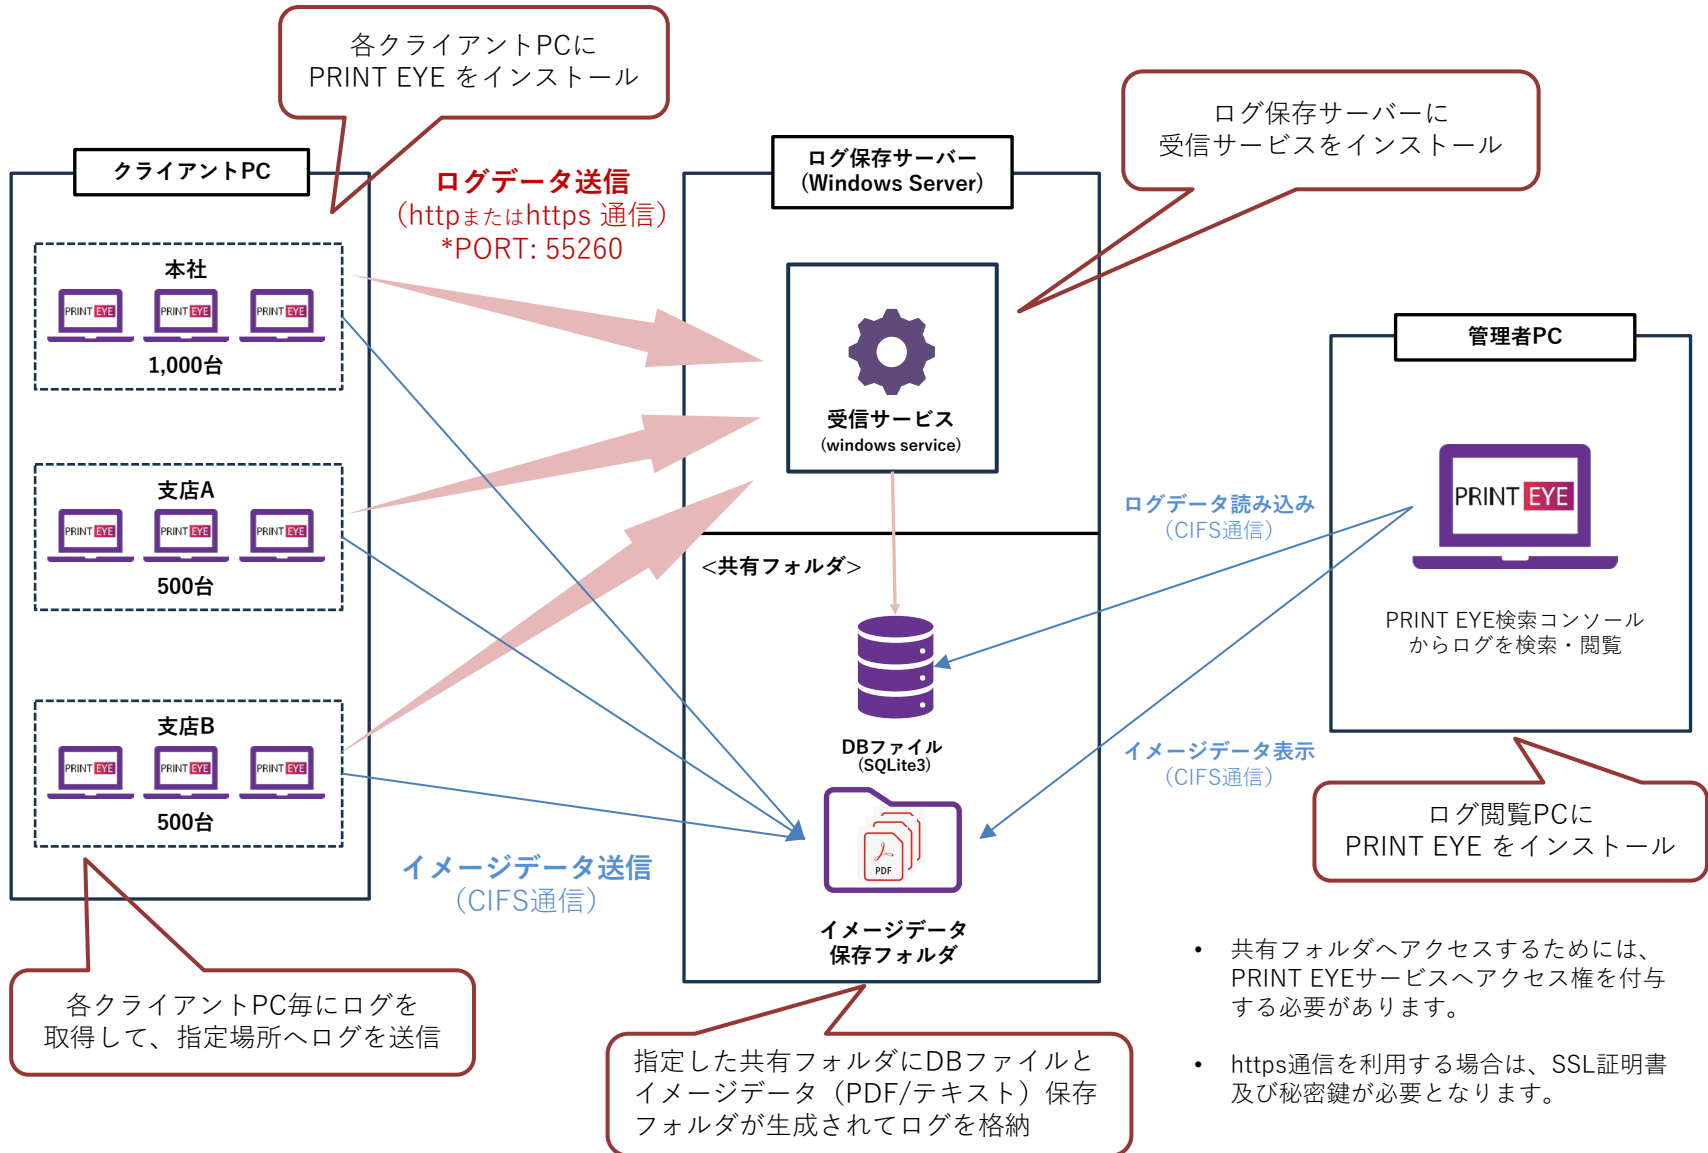 各クライアントPCに
PRINT EYE をインストール
ログ保存サーバーに
受信サービスをインストール
クライアントPC
ログデータ送信
（httpまたはhttps 通信）
*PORT: 55260
ログ保存サーバー
(Windows Server)
本社
PRINT EYE
PRINT EYE
PRINT EYE
1,000台
支店A
PRINT EYE
PRINT EYE
PRINT EYE
500台
支店B
PRINT EYE
PRINT EYE
PRINT EYE
500台
受信サービス
(windows service)
<共有フォルダ>
DBファイル
(SQLite3)
PDF
イメージデータ
保存フォルダ
イメージデータ送信
（CIFS通信）
ログデータ読み込み
（CIFS通信）
イメージデータ表示
（CIFS通信）
管理者PC
PRINT EYE
PRINT EYE検索コンソール
からログを検索・閲覧
ログ閲覧PCに
PRINT EYE をインストール
各クライアントPC毎にログを
取得して、指定場所へログを送信
指定した共有フォルダにDBファイルと
イメージデータ（PDF/テキスト）保存
フォルダが生成されてログを格納
• 共有フォルダへアクセスするためには、
PRINT EYEサービスへアクセス権を付与
する必要があります。
• https通信を利用する場合は、SSL証明書
及び秘密鍵が必要となります。